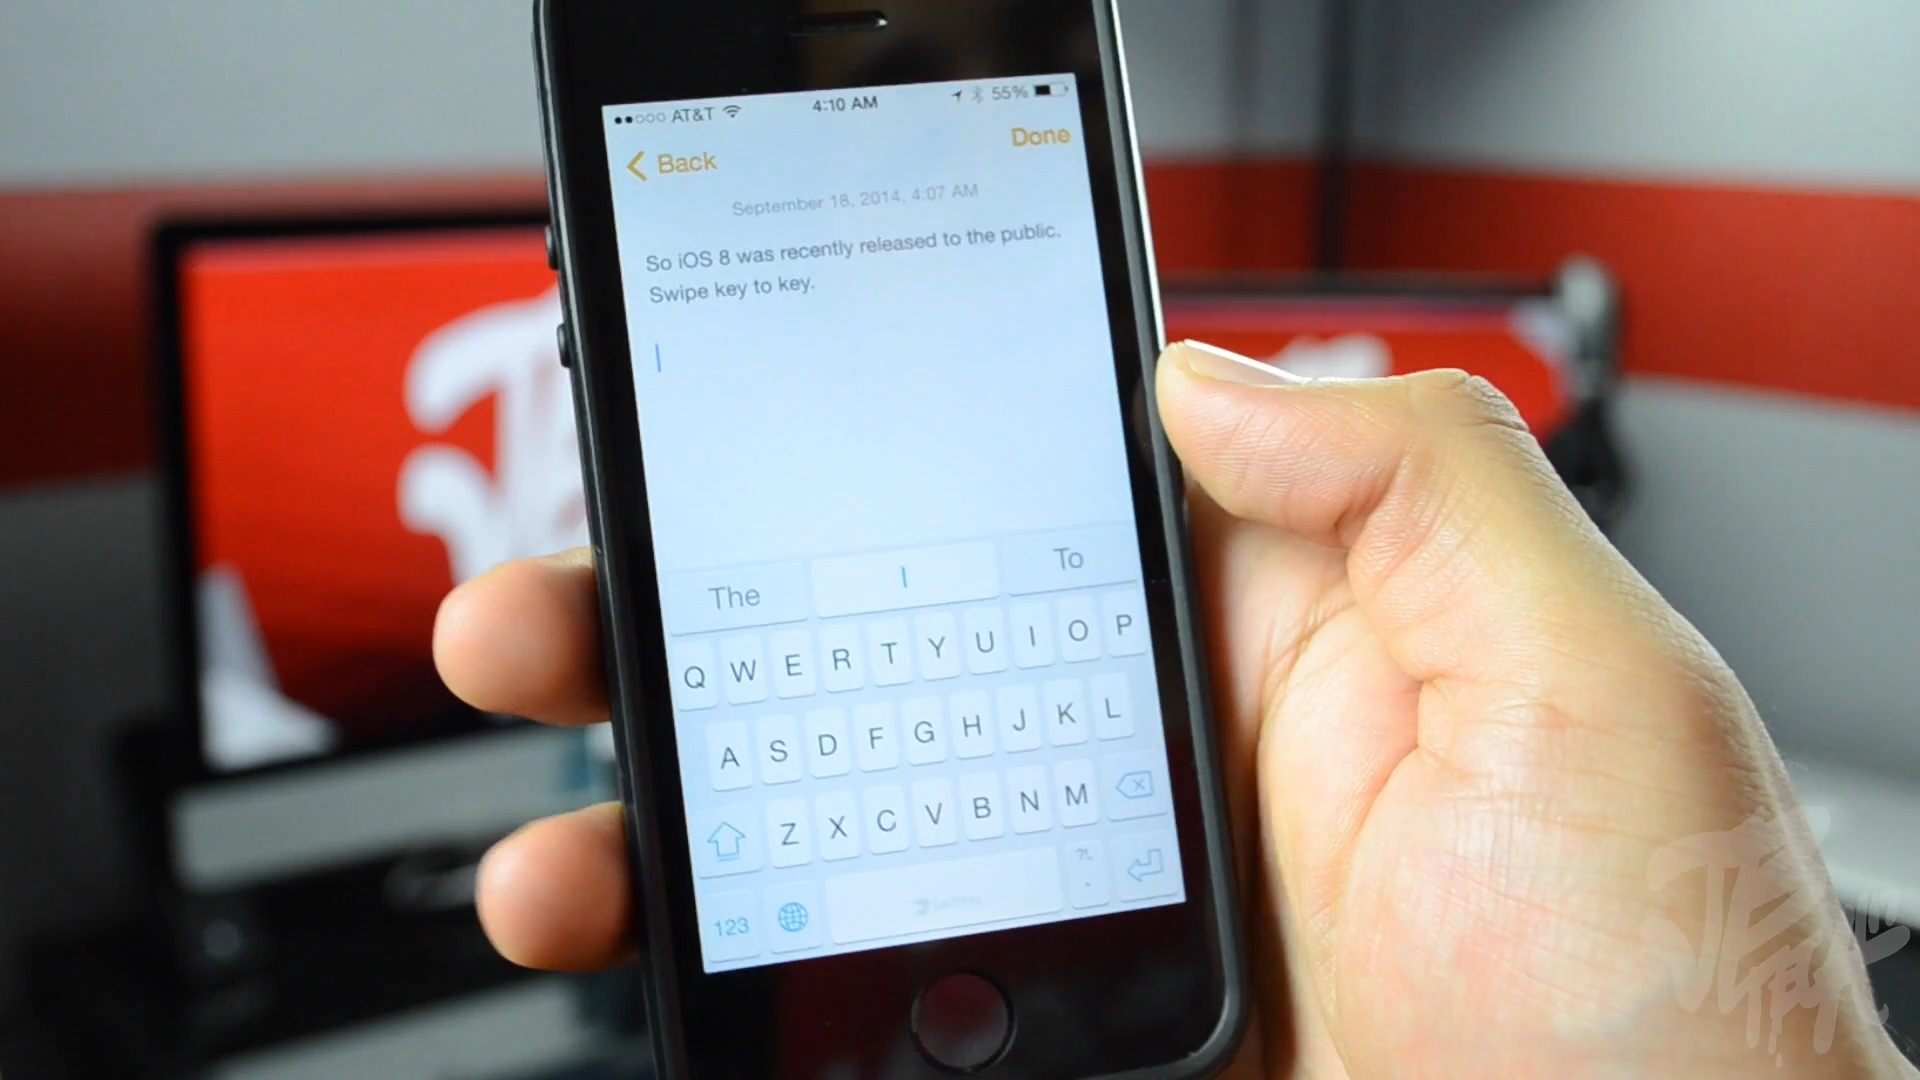 ●●○○○ AT&T 4:10 AM 55%
Back Done
September 18, 2014, 4:07 AM
So iOS 8 was recently released to the public.
Swipe key to key.
The I To
Q W E R T Y U I O P
A S D F G H J K L
Z X C V B N M
?!,
123 .